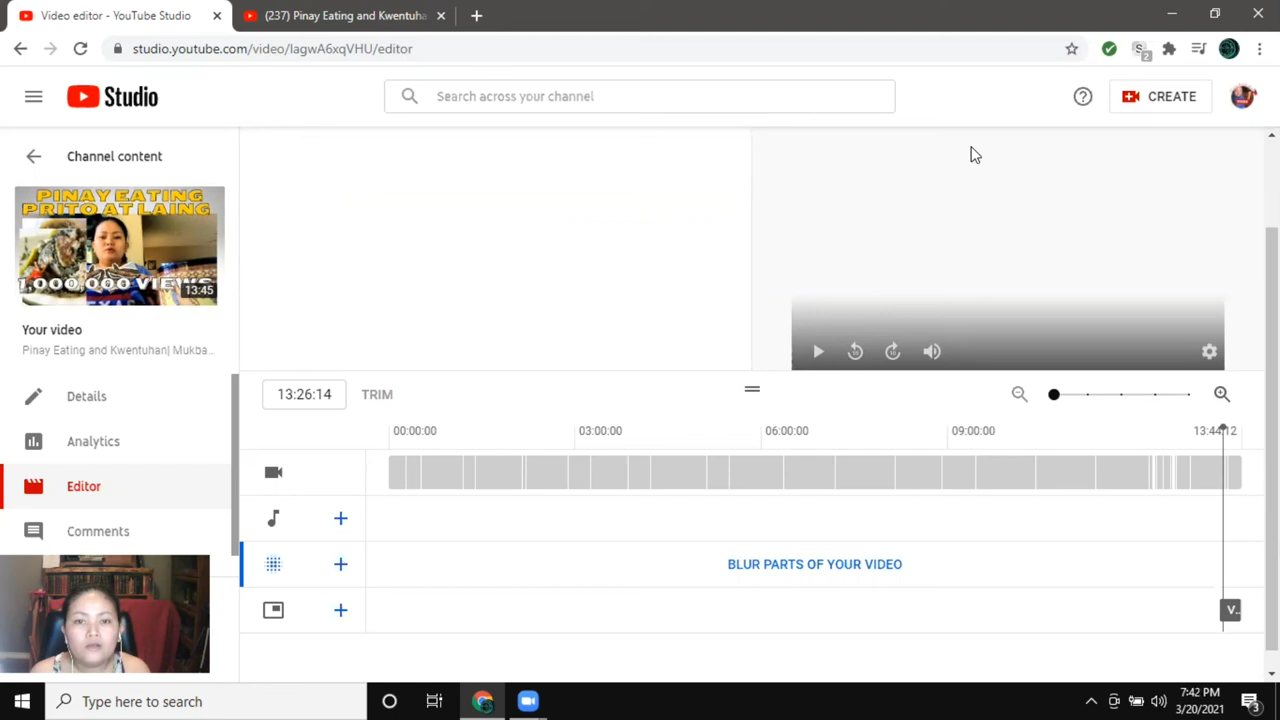 Video editor - YouTube Studio
(237) Pinay Eating and Kwentuha
studio.youtube.com/video/lagwA6xqVHU/editor
2
Studio
Search across your channel
CREATE
Channel content
PINAY EATING
PRITO AT LAING
1,000,000 VIEWS
13:45
Your video
Pinay Eating and Kwentuhan| Mukba...
Details
Analytics
Editor
Comments
13:26:14
TRIM
00:00:00
03:00:00
06:00:00
09:00:00
13:44:12
BLUR PARTS OF YOUR VIDEO
V..
Type here to search
7:42 PM
3/20/2021
3